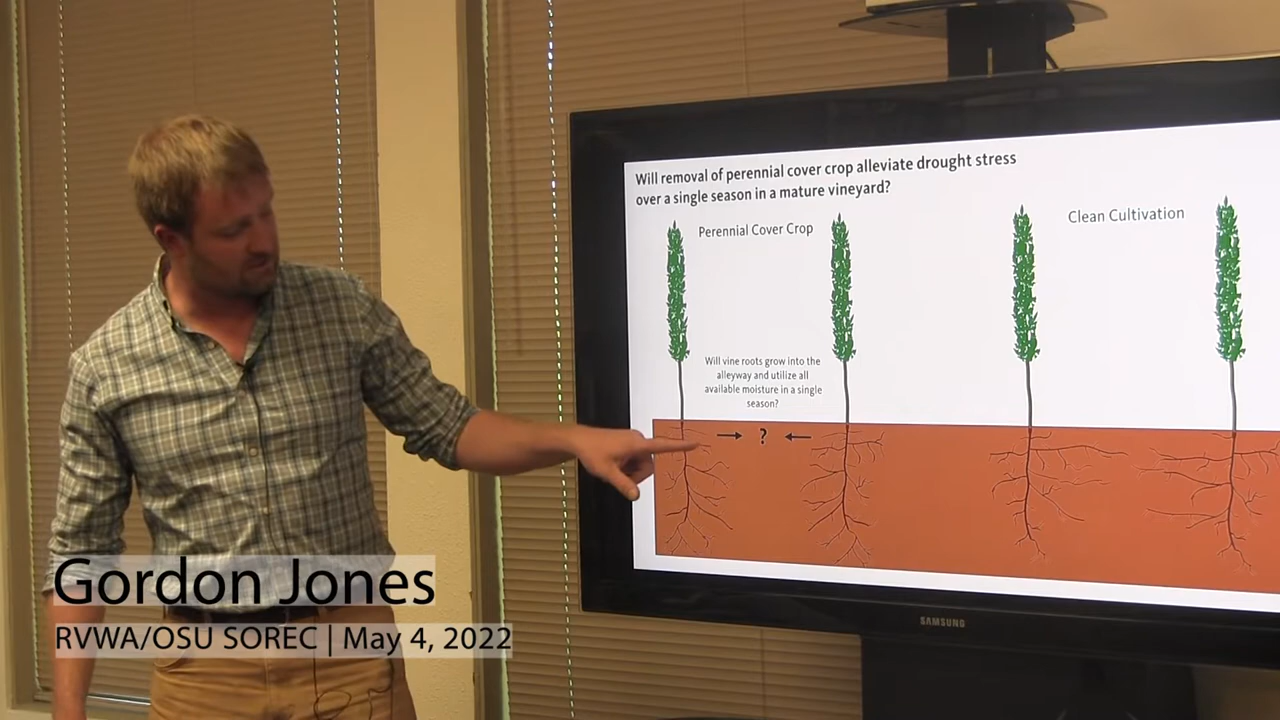 Will removal of perennial cover crop alleviate drought stress
over a single season in a mature vineyard?
Perennial Cover Crop
Clean Cultivation
Will vine roots grow into the
alleyway and utilize all
available moisture in a single
season?
?
SAMSUNG
Gordon Jones
RVWA/OSU SOREC | May 4, 2022